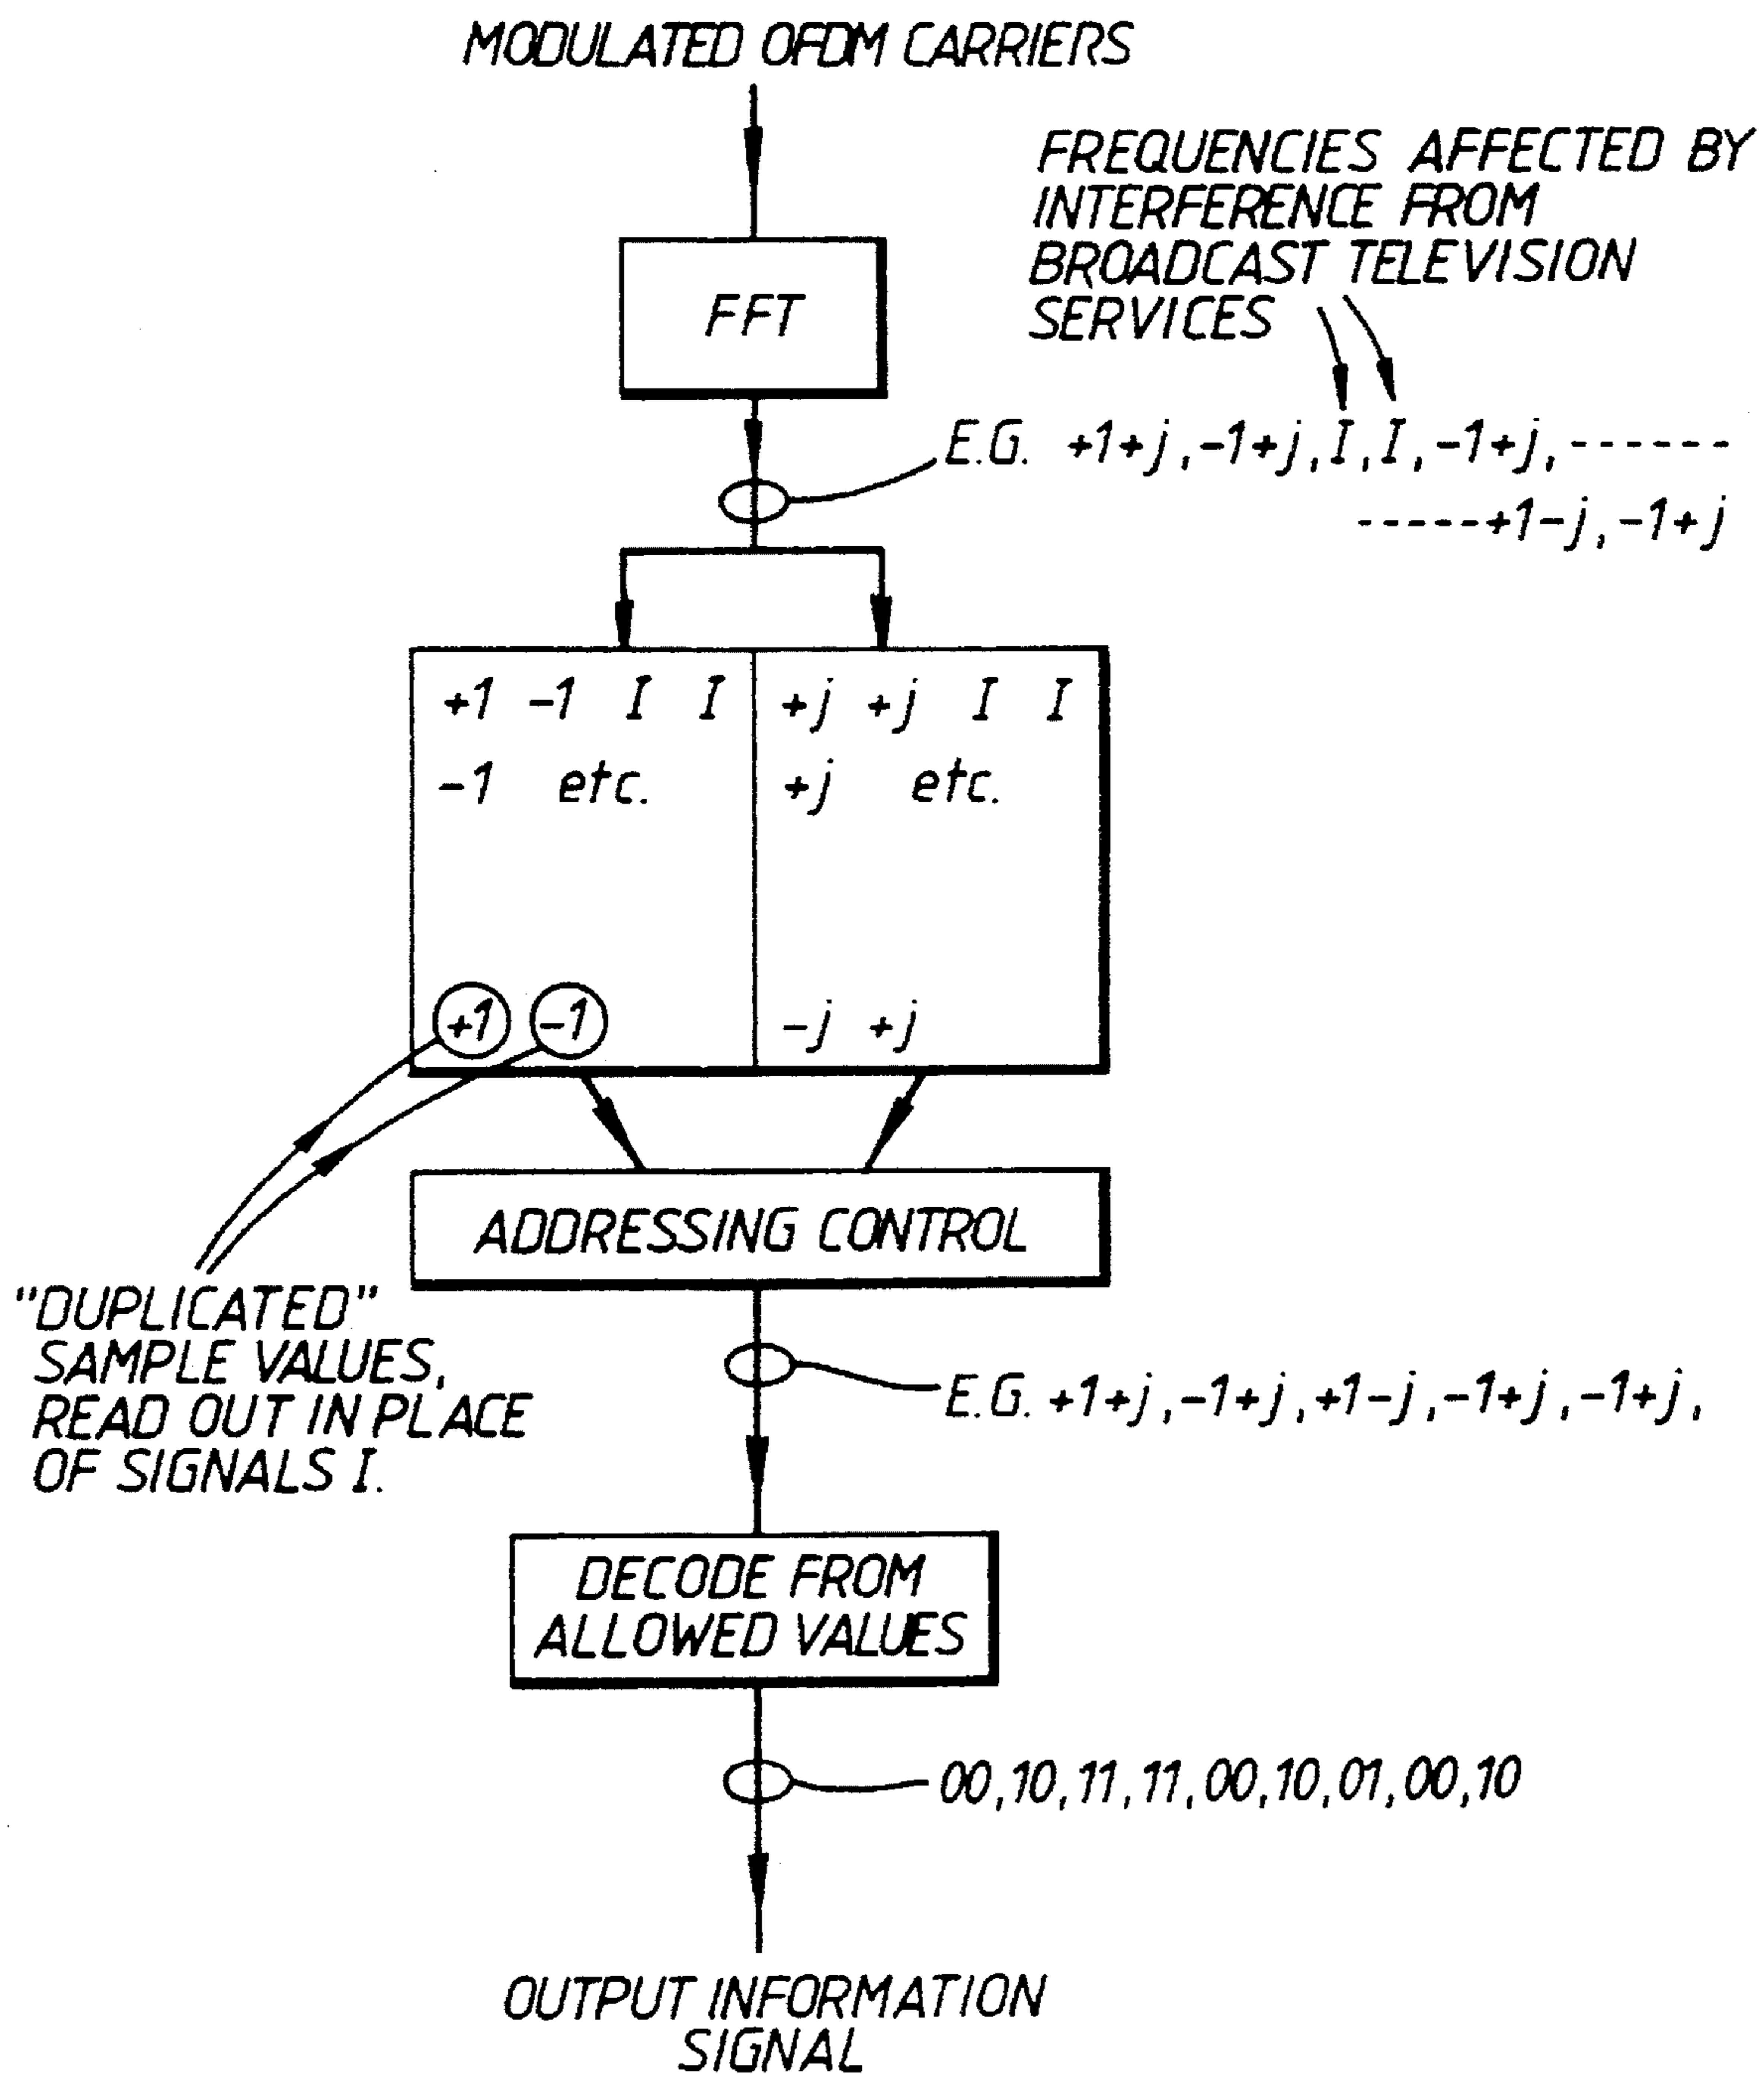 MODULATED OFDM CARRIERS
FREQUENCIES AFFECTED BY
INTERFERENCE FROM
BROADCAST TELEVISION
SERVICES
FFT
E.G. +1+j,-1+j,I,I,-1+j,------
-----+1-j,-1+j
+1 -1 I I +j +j I I
-1 etc. +j etc.
+1 -1 -j +j
ADDRESSING CONTROL
"DUPLICATED"
SAMPLE VALUES,
READ OUT IN PLACE
OF SIGNALS I.
E.G. +1+j,-1+j,+1-j,-1+j,-1+j,
DECODE FROM
ALLOWED VALUES
00,10,11,11,00,10,01,00,10
OUTPUT INFORMATION
SIGNAL